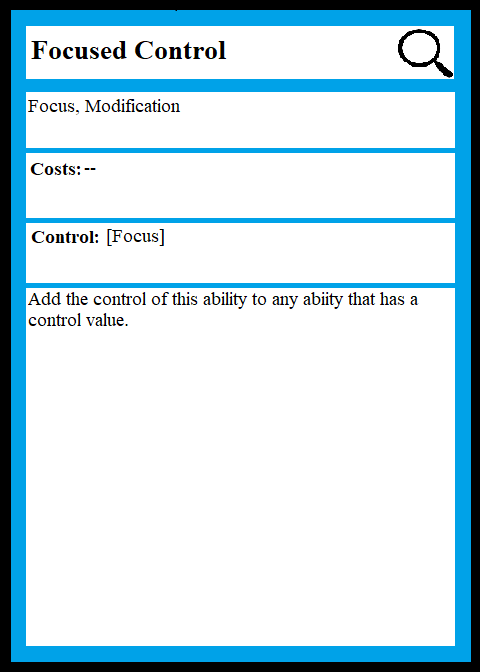 Focused Control
Focus, Modification
Costs: --
Control: [Focus]
Add the control of this ability to any abiity that has a
control value.